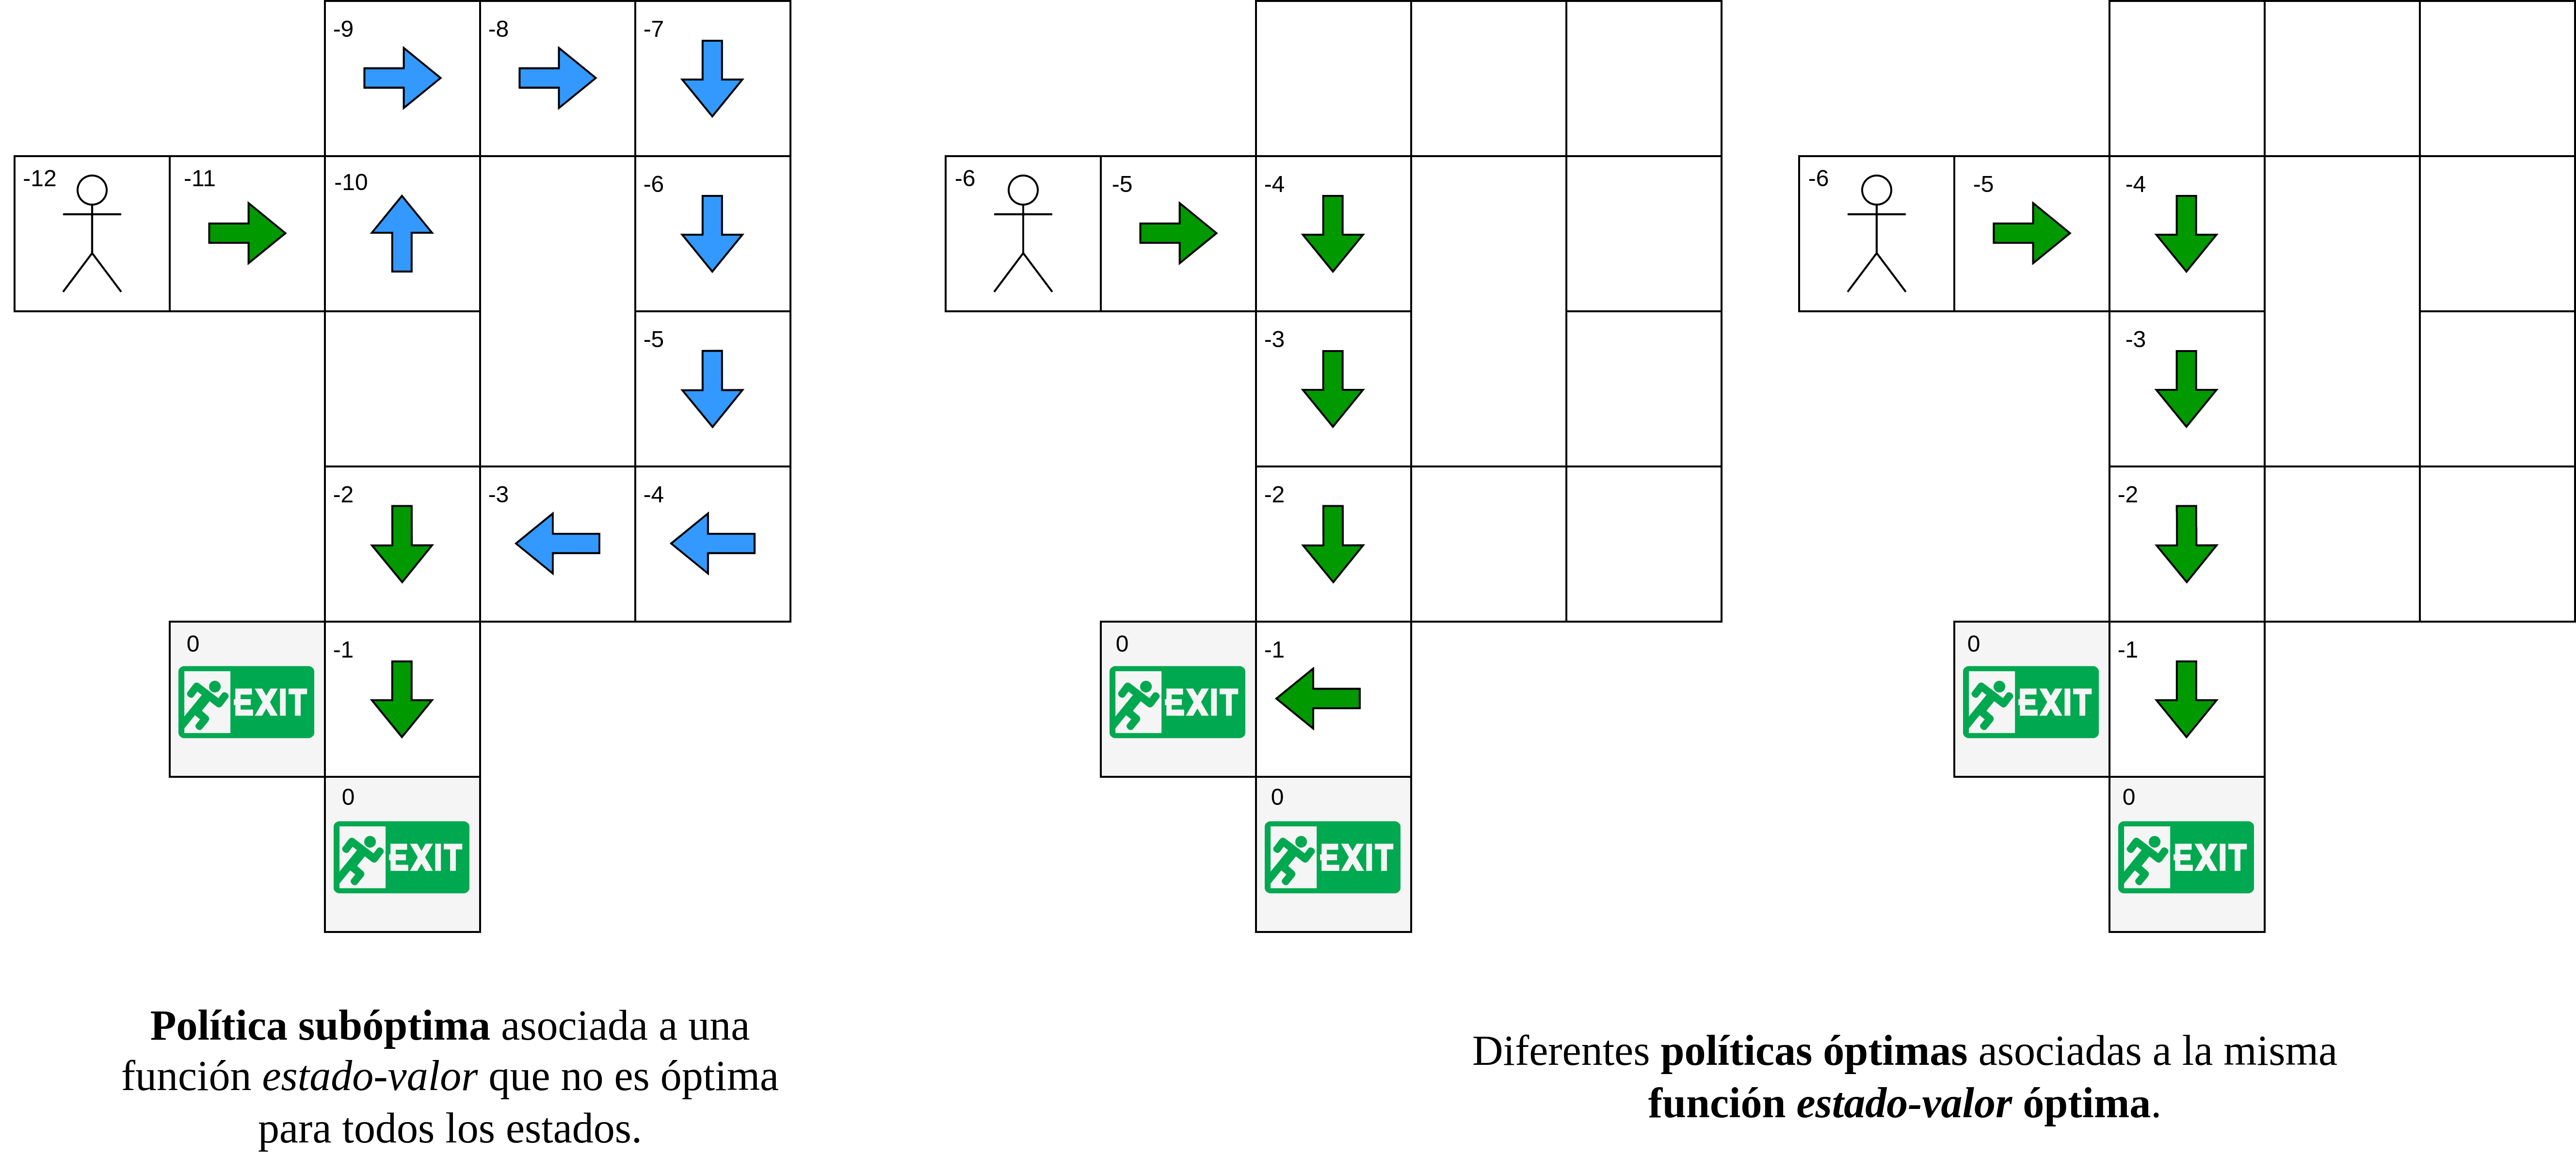 -9 -8 -7
-12 -11 -10 -6 -6 -5 -4 -6 -5 -4
-5 -3 -3
-2 -3 -4 -2 -2
0 -1 0 -1 0 -1
EXIT EXIT EXIT
0 0 0
EXIT EXIT EXIT
Política subóptima asociada a una
función estado-valor que no es óptima
para todos los estados.
Diferentes políticas óptimas asociadas a la misma
función estado-valor óptima.